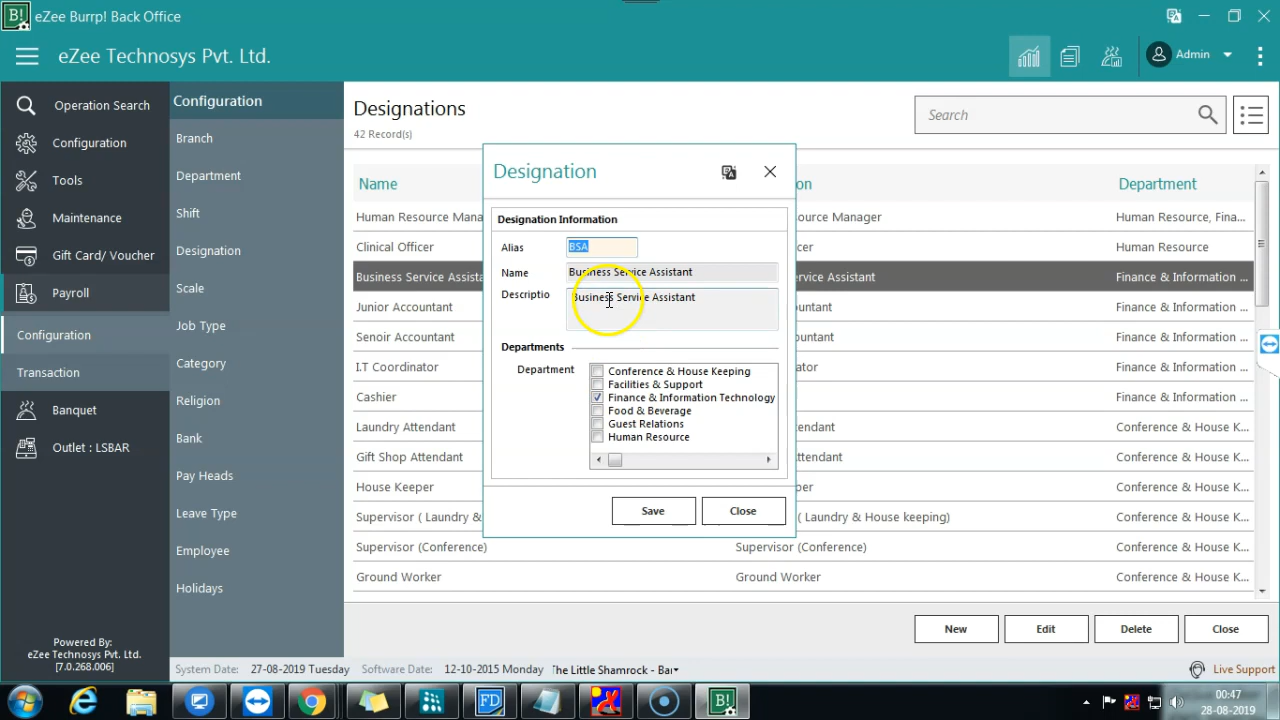 eZee Burrp! Back Office
eZee Technosys Pvt. Ltd.
Admin
Operation Search
Configuration
Tools
Maintenance
Gift Card/ Voucher
Payroll
Configuration
Transaction
Banquet
Outlet : LSBAR
Powered By:
eZee Technosys Pvt. Ltd.
[7.0.268.006]
Configuration
Branch
Department
Shift
Designation
Scale
Job Type
Category
Religion
Bank
Pay Heads
Leave Type
Employee
Holidays
Designations
42 Record(s)
Search
Name on Department
Human Resource Mana ource Manager Human Resource, Fina...
Clinical Officer cer Human Resource
Business Service Assista ervice Assistant Finance & Information ...
Junior Accountant ountant Finance & Information ...
Senoir Accountant untant Finance & Information ...
I.T Coordinator ator Finance & Information ...
Cashier Finance & Information ...
Laundry Attendant endant Conference & House K...
Gift Shop Attendant ttendant Conference & House K...
House Keeper per Conference & House K...
Supervisor ( Laundry & ( Laundry & House keeping) Conference & House K...
Supervisor (Conference) Supervisor (Conference) Conference & House K...
Ground Worker Ground Worker Conference & House K...
Designation
Designation Information
Alias BSA
Name Business Service Assistant
Descriptio Business Service Assistant
Departments
Department Conference & House Keeping
Facilities & Support
Finance & Information Technology
Food & Beverage
Guest Relations
Human Resource
Save Close
New Edit Delete Close
System Date: 27-08-2019 Tuesday Software Date: 12-10-2015 Monday The Little Shamrock - Bar Live Support
00:47
28-08-2019